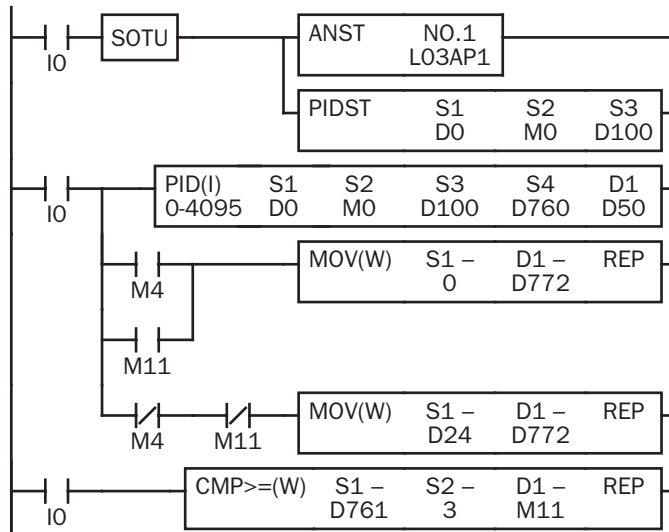 SOTU ANST NO.1
I0 L03AP1
PIDST S1 S2 S3
D0 M0 D100
PID(I) S1 S2 S3 S4 D1
I0 0-4095 D0 M0 D100 D760 D50
MOV(W) S1 – D1 – REP
M4 0 D772
M11
MOV(W) S1 – D1 – REP
M4 M11 D24 D772
CMP>=(W) S1 – S2 – D1 – REP
I0 D761 3 M11